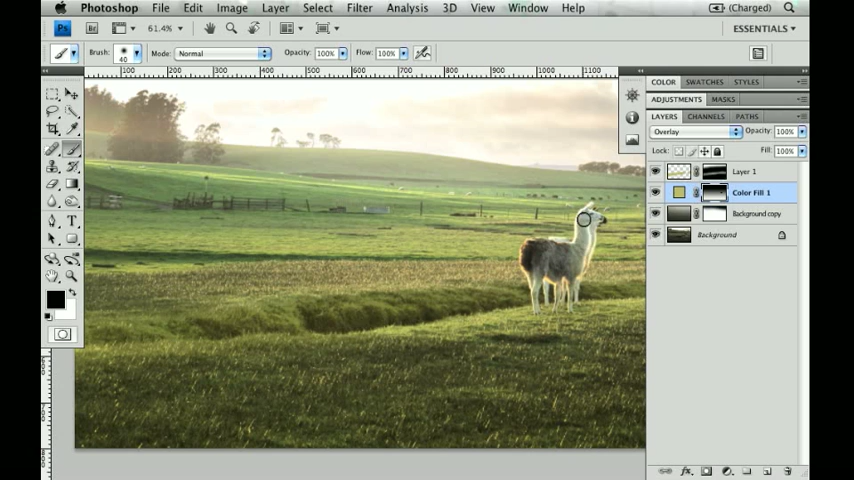 Photoshop File Edit Image Layer Select Filter Analysis 3D View Window Help (Charged)
Ps 61.4% ESSENTIALS
Brush: 40 Mode: Normal Opacity: 100% Flow: 100%
100 200 300 400 500 600 700 800 900 1000 1100
COLOR SWATCHES STYLES
ADJUSTMENTS MASKS
LAYERS CHANNELS PATHS
Overlay Opacity: 100%
Lock: Fill: 100%
Layer 1
Color Fill 1
Background copy
Background
T
fx